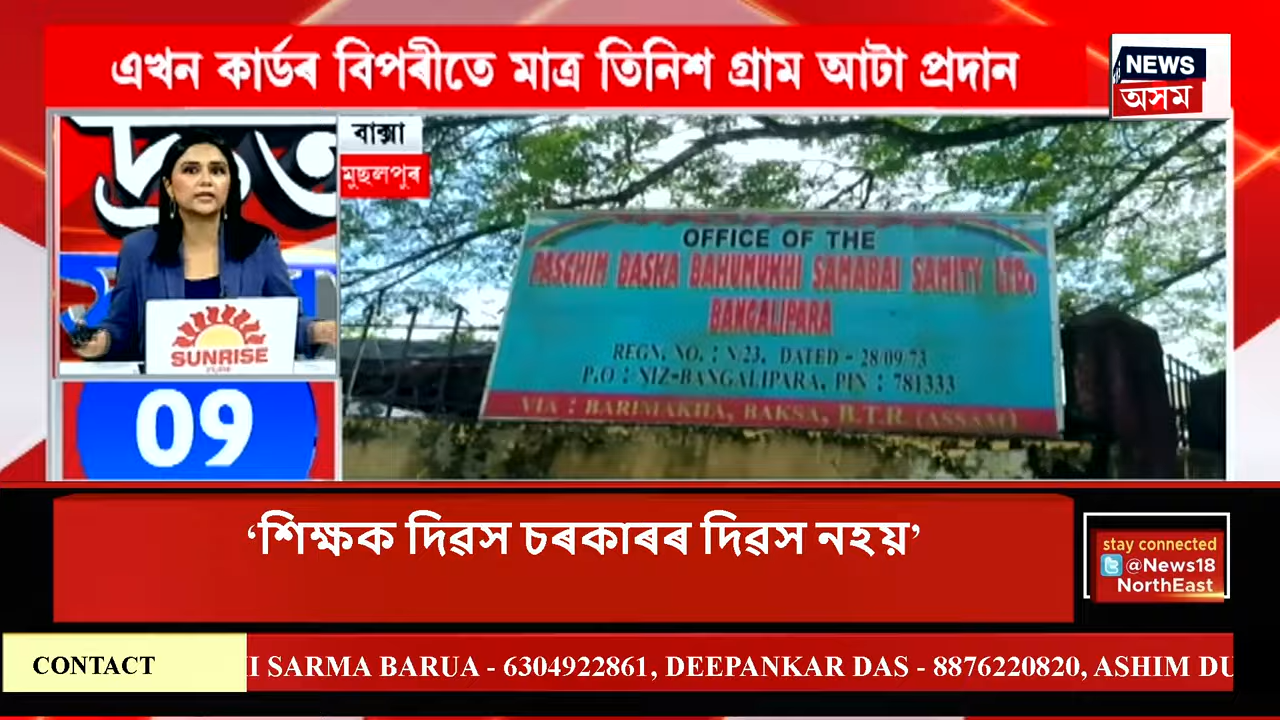 এখন কাৰ্ডৰ বিপৰীতে মাত্ৰ তিনিশ গ্ৰাম আটা প্ৰদান
NEWS
অসম
বাক্সা
মুছলপুৰ
OFFICE OF THE
PASCHIM BASKA BAHUMUKHI SAMABAI SAMITY LTD.
BANGALIPARA
REGN. NO. : N/23, DATED - 28/09/73
P.O : NIZ-BANGALIPARA, PIN : 781333
VIA : BARIMAKHA, BAKSA, B.T.R (ASSAM)
SUNRISE
PURE
09
‘শিক্ষক দিৱস চৰকাৰৰ দিৱস নহয়’
stay connected
@News18
NorthEast
CONTACT
I SARMA BARUA - 6304922861, DEEPANKAR DAS - 8876220820, ASHIM DU